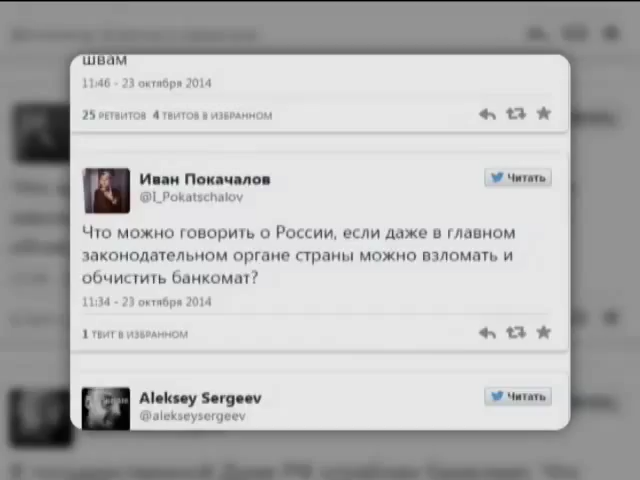 швам
11:46 - 23 октября 2014
25 РЕТВИТОВ 4 ТВИТОВ В ИЗБРАННОМ
Иван Покачалов
Читать
@I_Pokatschalov
Что можно говорить о России, если даже в главном
законодательном органе страны можно взломать и
обчистить банкомат?
11:34 - 23 октября 2014
1 ТВИТ В ИЗБРАННОМ
Aleksey Sergeev
Читать
@alekseysergeev